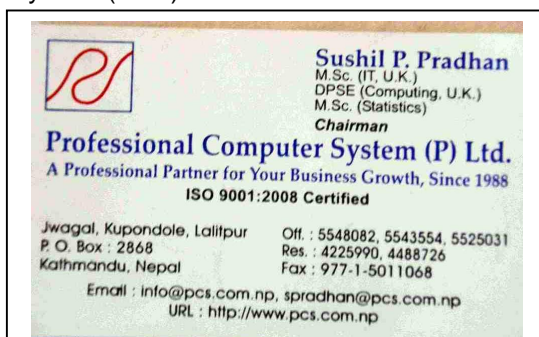 Sushil P. Pradhan
M.Sc. (IT, U.K.)
DPSE (Computing, U.K.)
M.Sc. (Statistics)
Chairman
Professional Computer System (P) Ltd.
A Professional Partner for Your Business Growth, Since 1988
ISO 9001:2008 Certified
Jwagal, Kupondole, Lalitpur
P. O. Box : 2868
Kathmandu, Nepal
Off. : 5548082, 5543554, 5525031
Res. : 4225990, 4488726
Fax : 977-1-5011068
Email : info@pcs.com.np, spradhan@pcs.com.np
URL : http://www.pcs.com.np